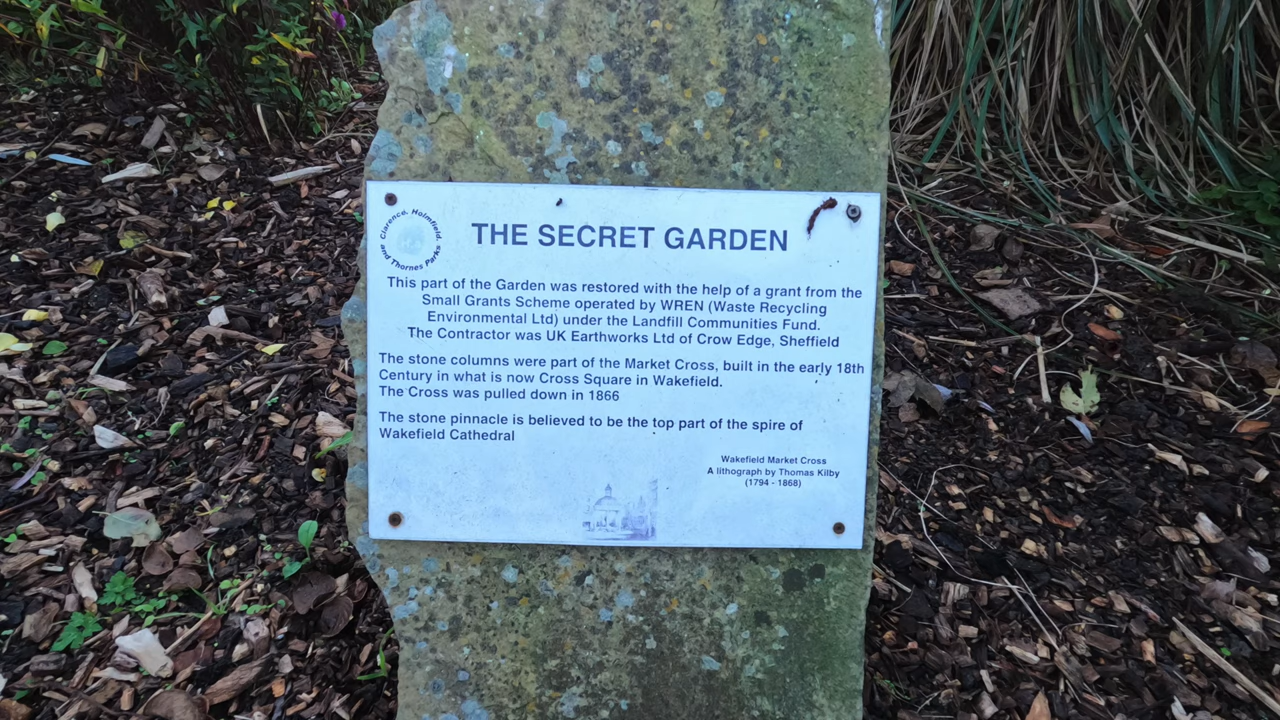 Clarence, Holmfield,
and Thornes Parks
THE SECRET GARDEN
This part of the Garden was restored with the help of a grant from the
Small Grants Scheme operated by WREN (Waste Recycling
Environmental Ltd) under the Landfill Communities Fund.
The Contractor was UK Earthworks Ltd of Crow Edge, Sheffield
The stone columns were part of the Market Cross, built in the early 18th
Century in what is now Cross Square in Wakefield.
The Cross was pulled down in 1866
The stone pinnacle is believed to be the top part of the spire of
Wakefield Cathedral
Wakefield Market Cross
A lithograph by Thomas Kilby
(1794 - 1868)